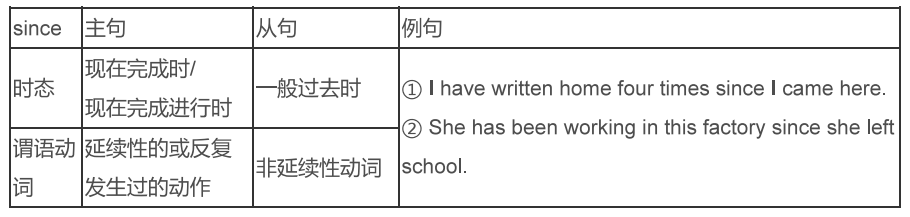 since 主句 从句 例句
时态 现在完成时/ 一般过去时
现在完成进行时
① I have written home four times since I came here.
谓语动词 延续性的或反复发生过的动作 非延续性动词
② She has been working in this factory since she left
school.